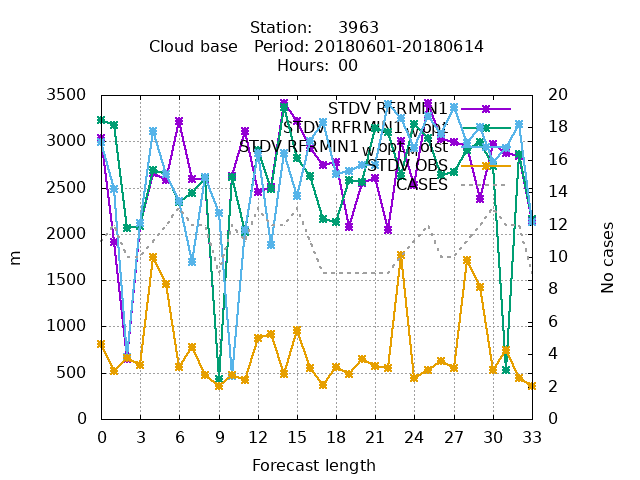 Station: 3963
Cloud base Period: 20180601-20180614
Hours: 00
STDV RFRMIN1
STDV RFRMIN1_wppt
STDV OBS
CASES
3500
3000
2500
2000
1500
1000
500
0
20
18
16
14
12
10
8
6
4
2
0
m
No cases
0 3 6 9 12 15 18 21 24 27 30 33
Forecast length